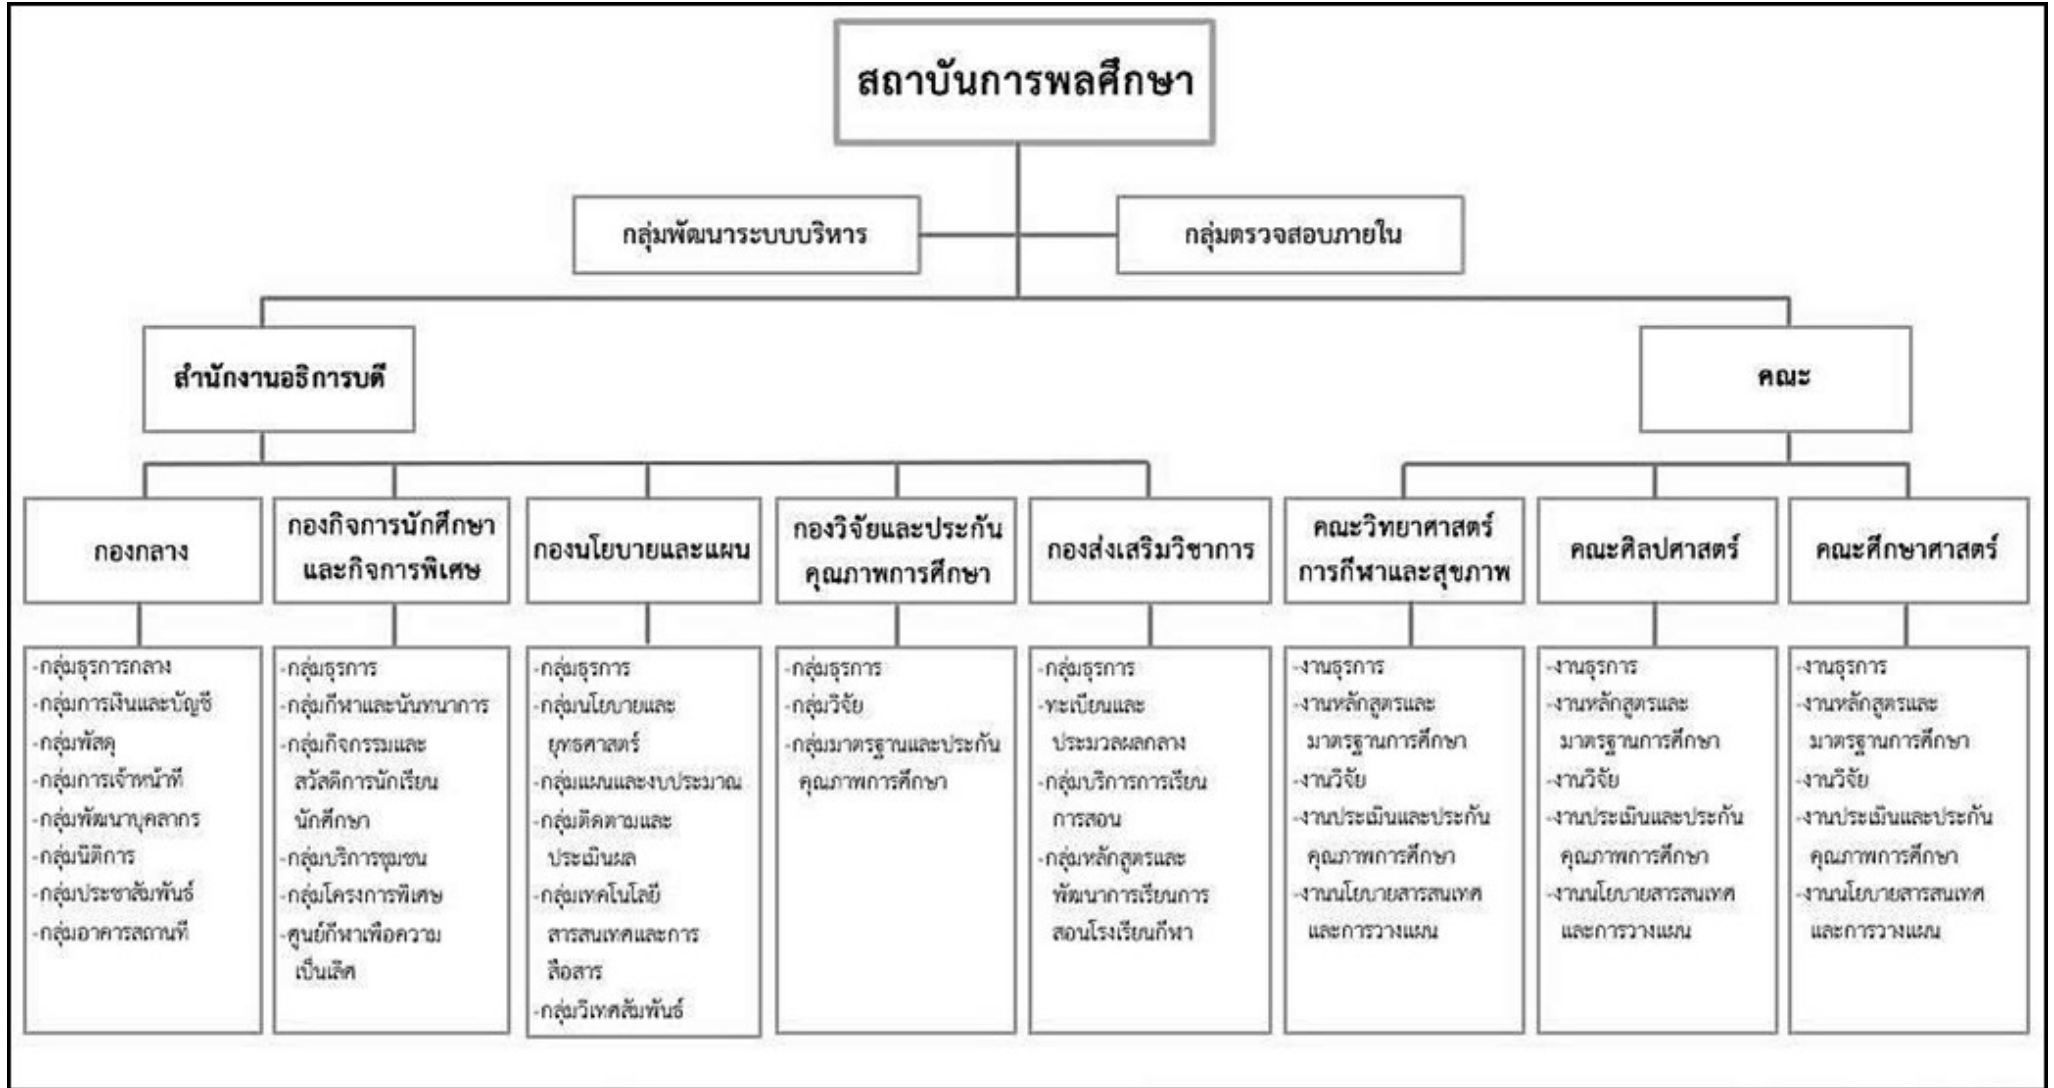 สถาบันการพลศึกษา
กลุ่มพัฒนาระบบบริหาร
กลุ่มตรวจสอบภายใน
สำนักงานอธิการบดี
คณะ
กองกลาง
กองกิจการนักศึกษา
และกิจการพิเศษ
กองนโยบายและแผน
กองวิจัยและประกัน
คุณภาพการศึกษา
กองส่งเสริมวิชาการ
คณะวิทยาศาสตร์
การกีฬาและสุขภาพ
คณะศิลปศาสตร์
คณะศึกษาศาสตร์
-กลุ่มธุรการกลาง
-กลุ่มการเงินและบัญชี
-กลุ่มพัสดุ
-กลุ่มการเจ้าหน้าที่
-กลุ่มพัฒนาบุคลากร
-กลุ่มนิติการ
-กลุ่มประชาสัมพันธ์
-กลุ่มอาคารสถานที่
-กลุ่มธุรการ
-กลุ่มกีฬาและนันทนาการ
-กลุ่มกิจกรรมและ
สวัสดิการนักเรียน
นักศึกษา
-กลุ่มบริการชุมชน
-กลุ่มโครงการพิเศษ
-ศูนย์กีฬาเพื่อความ
เป็นเลิศ
-กลุ่มธุรการ
-กลุ่มนโยบายและ
ยุทธศาสตร์
-กลุ่มแผนและงบประมาณ
-กลุ่มติดตามและ
ประเมินผล
-กลุ่มเทคโนโลยี
สารสนเทศและการ
สื่อสาร
-กลุ่มวิเทศสัมพันธ์
-กลุ่มธุรการ
-กลุ่มวิจัย
-กลุ่มมาตรฐานและประกัน
คุณภาพการศึกษา
-กลุ่มธุรการ
-ทะเบียนและ
ประมวลผลกลาง
-กลุ่มบริการการเรียน
การสอน
-กลุ่มหลักสูตรและ
พัฒนาการเรียนการ
สอนโรงเรียนกีฬา
-งานธุรการ
-งานหลักสูตรและ
มาตรฐานการศึกษา
-งานวิจัย
-งานประเมินและประกัน
คุณภาพการศึกษา
-งานนโยบายสารสนเทศ
และการวางแผน
-งานธุรการ
-งานหลักสูตรและ
มาตรฐานการศึกษา
-งานวิจัย
-งานประเมินและประกัน
คุณภาพการศึกษา
-งานนโยบายสารสนเทศ
และการวางแผน
-งานธุรการ
-งานหลักสูตรและ
มาตรฐานการศึกษา
-งานวิจัย
-งานประเมินและประกัน
คุณภาพการศึกษา
-งานนโยบายสารสนเทศ
และการวางแผน